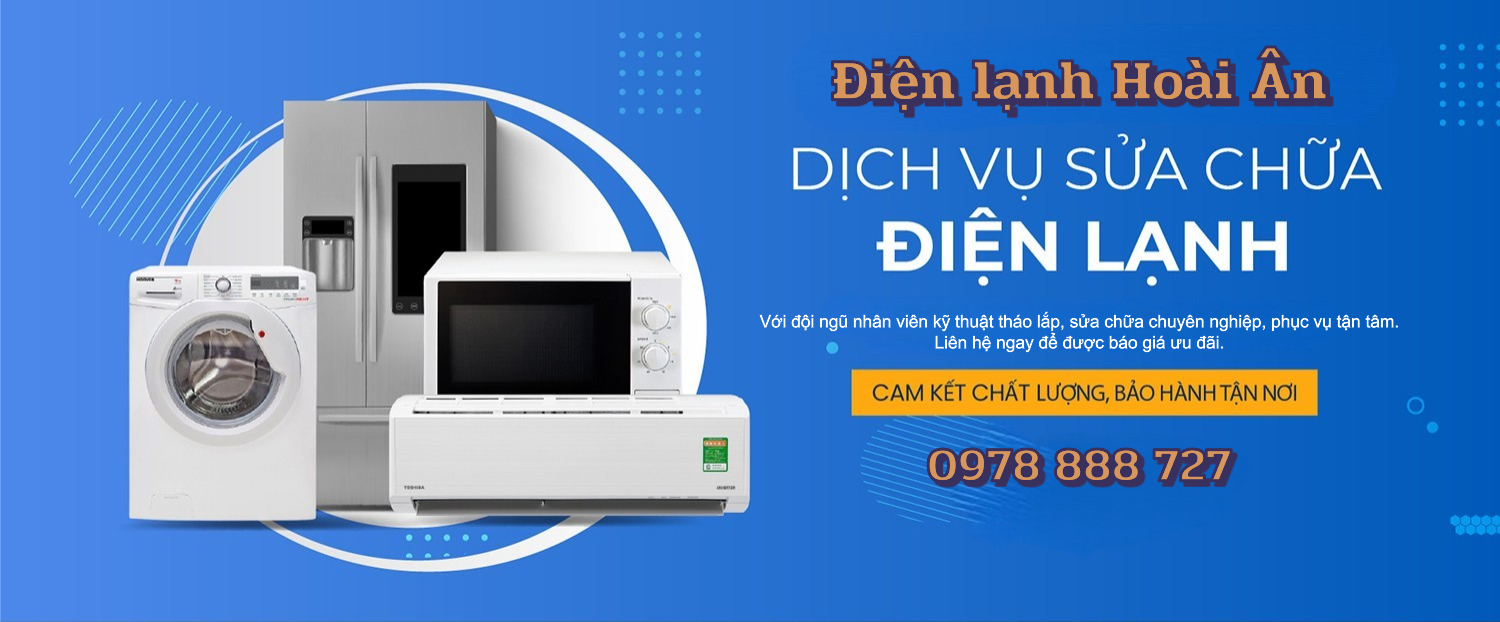 Điện lạnh Hoài Ân
DỊCH VỤ SỬA CHỮA
ĐIỆN LẠNH
Với đội ngũ nhân viên kỹ thuật tháo lắp, sửa chữa chuyên nghiệp, phục vụ tận tâm.
Liên hệ ngay để được báo giá ưu đãi.
CAM KẾT CHẤT LƯỢNG, BẢO HÀNH TẬN NƠI
0978 888 727
TOSHIBA
INVERTER